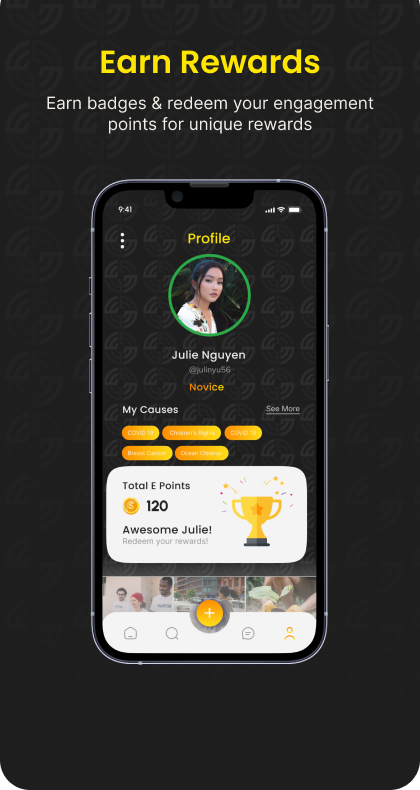 Earn Rewards
Earn badges & redeem your engagement
points for unique rewards
9:41
Profile
Julie Nguyen
@julinyu56
Novice
My Causes
See More
COVID 19
Children's Rights
COVID 19
Breast Cancer
Ocean Cleanup
Total E Points
120
Awesome Julie!
Redeem your rewards!